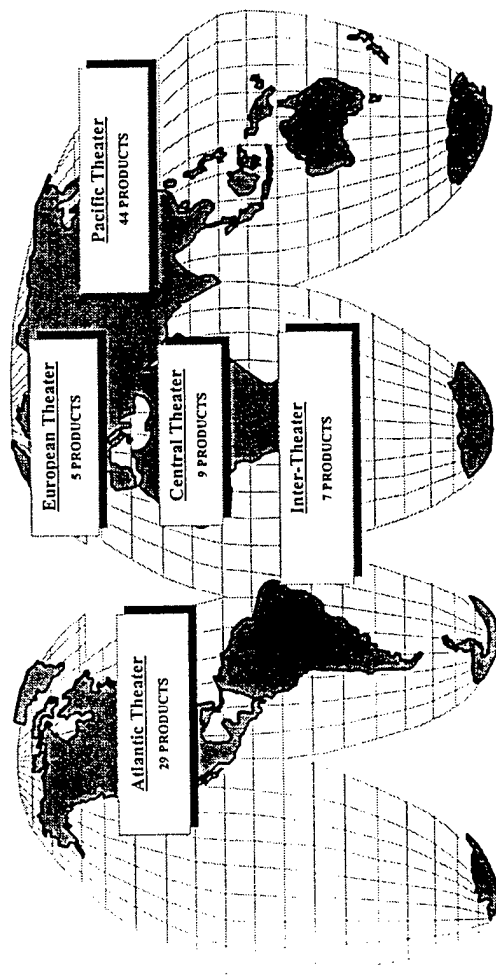 Atlantic Theater
29 PRODUCTS
European Theater
5 PRODUCTS
Central Theater
9 PRODUCTS
Inter-Theater
7 PRODUCTS
Pacific Theater
44 PRODUCTS